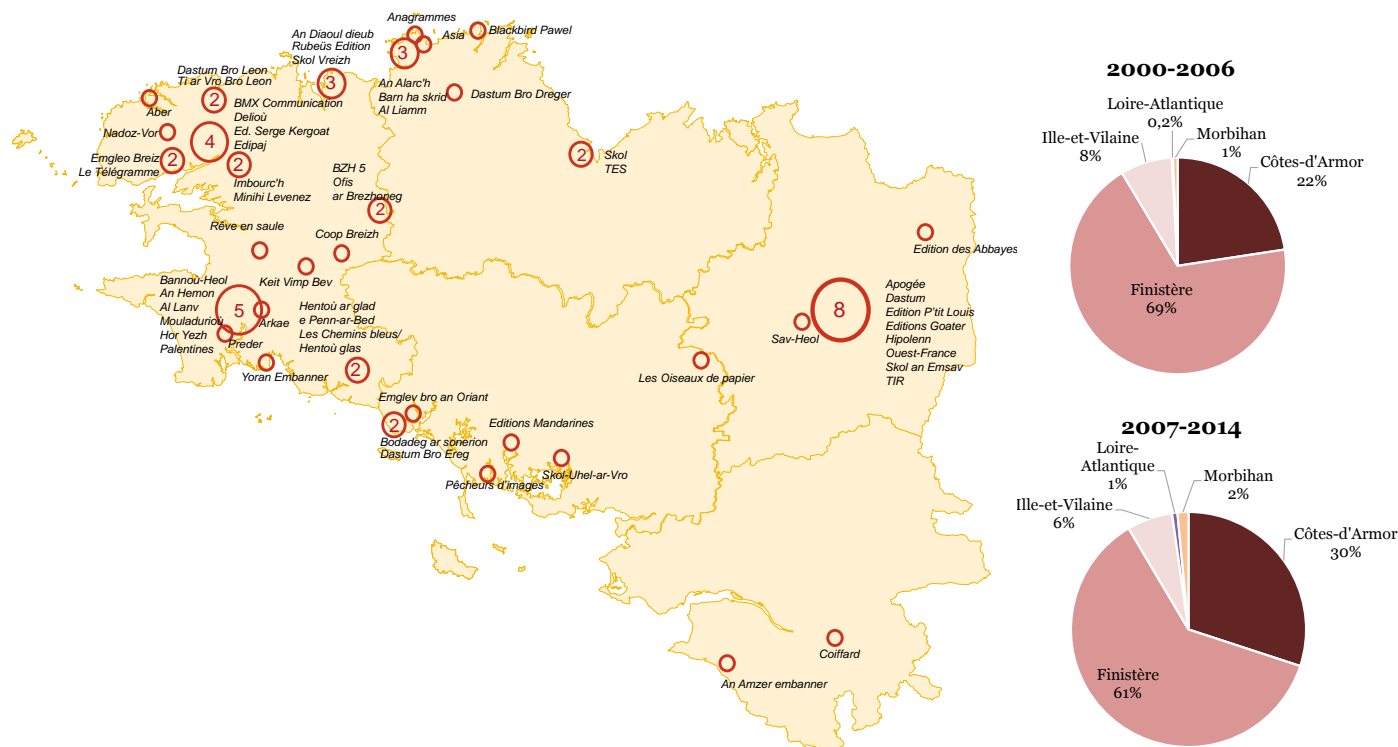 Anagrammes
Blackbird Pawel
An Diaoul dieub
Rubeüs Edition
Skol Vreizh
Asia
3
3
An Alarc'h
Barn ha skrid
Al Liamm
Dastum Bro Dreger
Dastum Bro Leon
Ti ar Vro Bro Leon
2
Aber
BMX Communication
Delioù
Ed. Serge Kergoat
Edipaj
4
Nadoz-Vor
Emgleo Breiz
Le Télégramme
2
2
Imbourc'h
Minihi Levenez
2
Skol
TES
BZH 5
Ofis
ar Brezhoneg
2
Rêve en saule
Coop Breizh
Keit Vimp Bev
Edition des Abbayes
Bannoù-Heol
An Hemon
Al Lanv
Mouladurioù
Hor Yezh
Palentines
5
Arkae
Preder
Hentoù ar glad
e Penn-ar-Bed
Les Chemins bleus/
Hentoù glas
2
Yoran Embanner
8
Apogée
Dastum
Edition P'tit Louis
Editions Goater
Hipolenn
Ouest-France
Skol an Emsav
TIR
Sav-Heol
Les Oiseaux de papier
Emglev bro an Oriant
2
Bodadeg ar sonerion
Dastum Bro Ereg
Editions Mandarines
Skol-Uhel-ar-Vro
Pêcheurs d'images
Coiffard
An Amzer embanner
2000-2006
Loire-Atlantique
0,2%
Morbihan
1%
Ille-et-Vilaine
8%
Côtes-d'Armor
22%
Finistère
69%
2007-2014
Loire-
Atlantique
1%
Morbihan
2%
Ille-et-Vilaine
6%
Côtes-d'Armor
30%
Finistère
61%